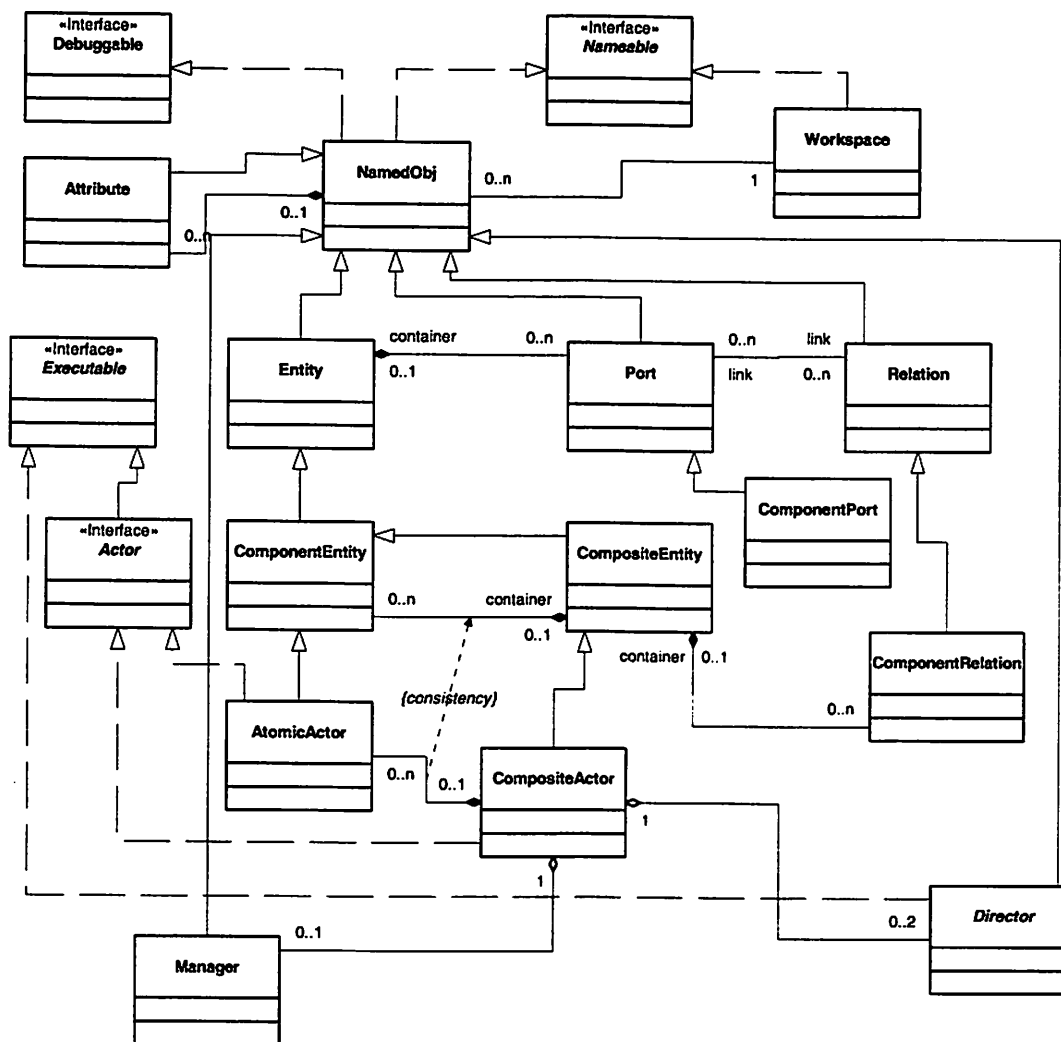 «Interface»
Debuggable
«Interface»
Nameable
Workspace
NamedObj
Attribute
0..n
1
0..1
0..n
container
0..n
0..n
link
«Interface»
Executable
Entity
0..1
Port
link
0..n
Relation
ComponentPort
«Interface»
Actor
ComponentEntity
CompositeEntity
0..n
container
0..1
container
0..1
ComponentRelation
{consistency}
0..n
AtomicActor
0..n
0..1
CompositeActor
1
1
0..2
Director
0..1
Manager